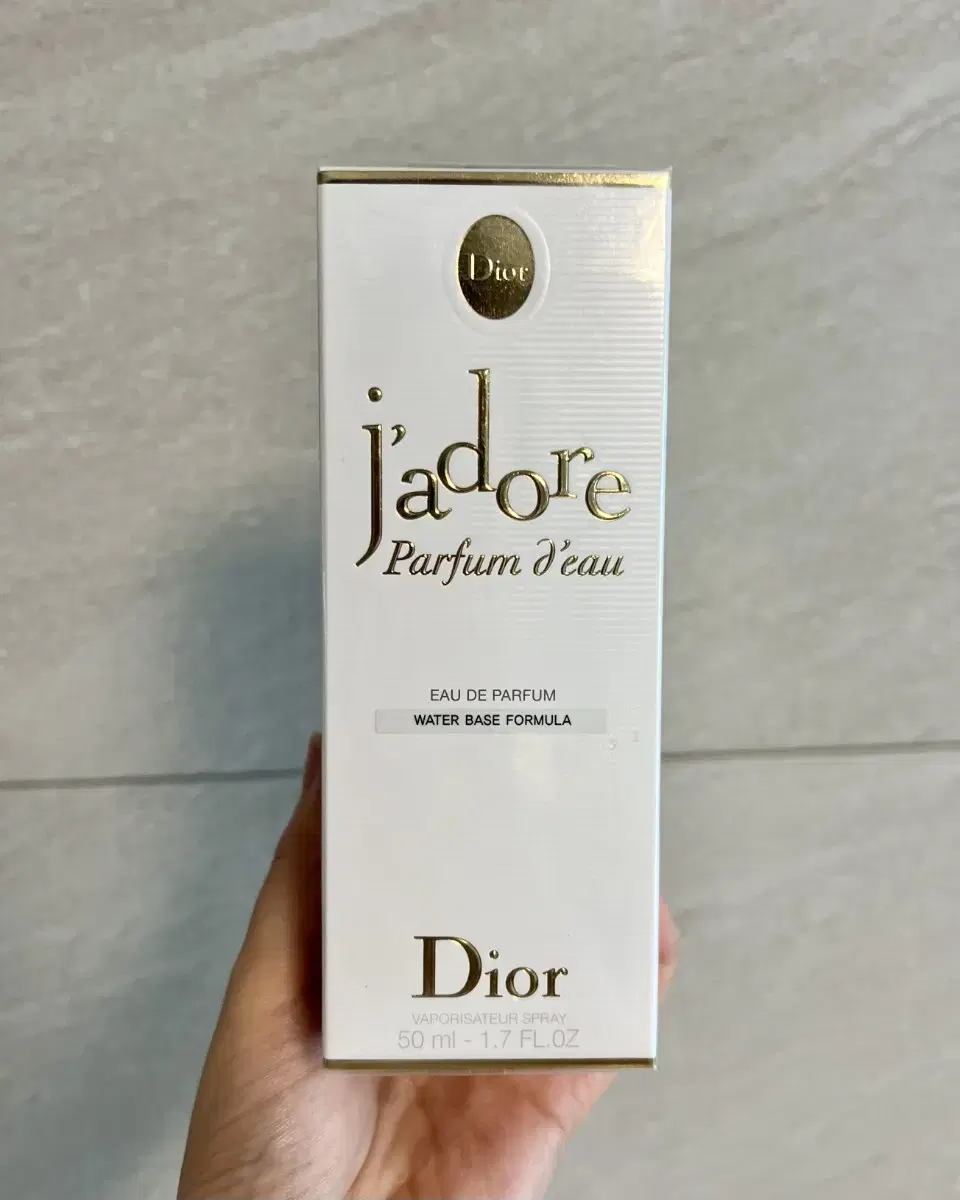 Dior
j'adore
Parfum d'eau
EAU DE PARFUM
WATER BASE FORMULA
Dior
VAPORISATEUR SPRAY
50 ml - 1.7 FL.OZ